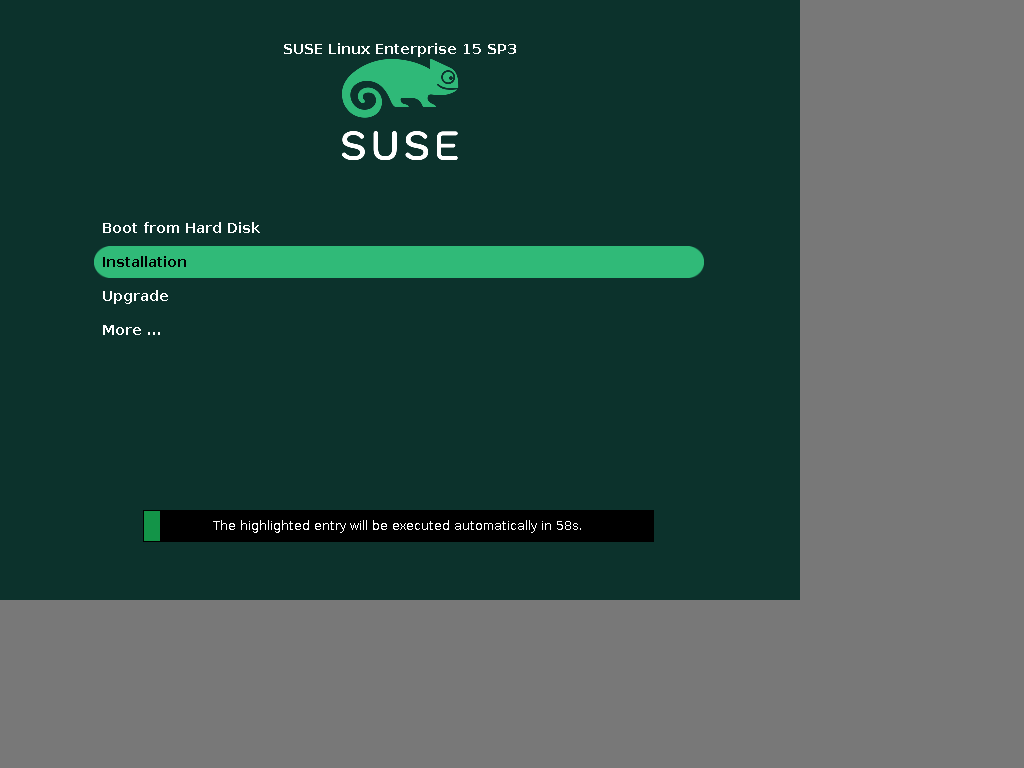 SUSE Linux Enterprise 15 SP3
SUSE
Boot from Hard Disk
Installation
Upgrade
More ...
The highlighted entry will be executed automatically in 58s.